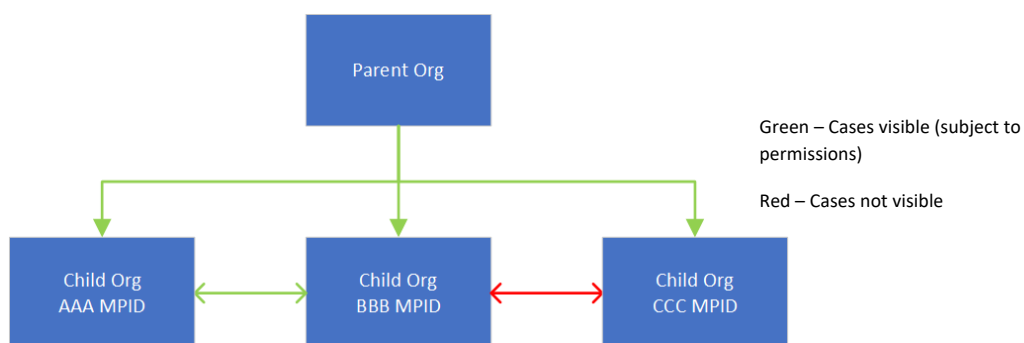 Parent Org
Green – Cases visible (subject to
permissions)
Red – Cases not visible
Child Org
AAA MPID
Child Org
BBB MPID
Child Org
CCC MPID